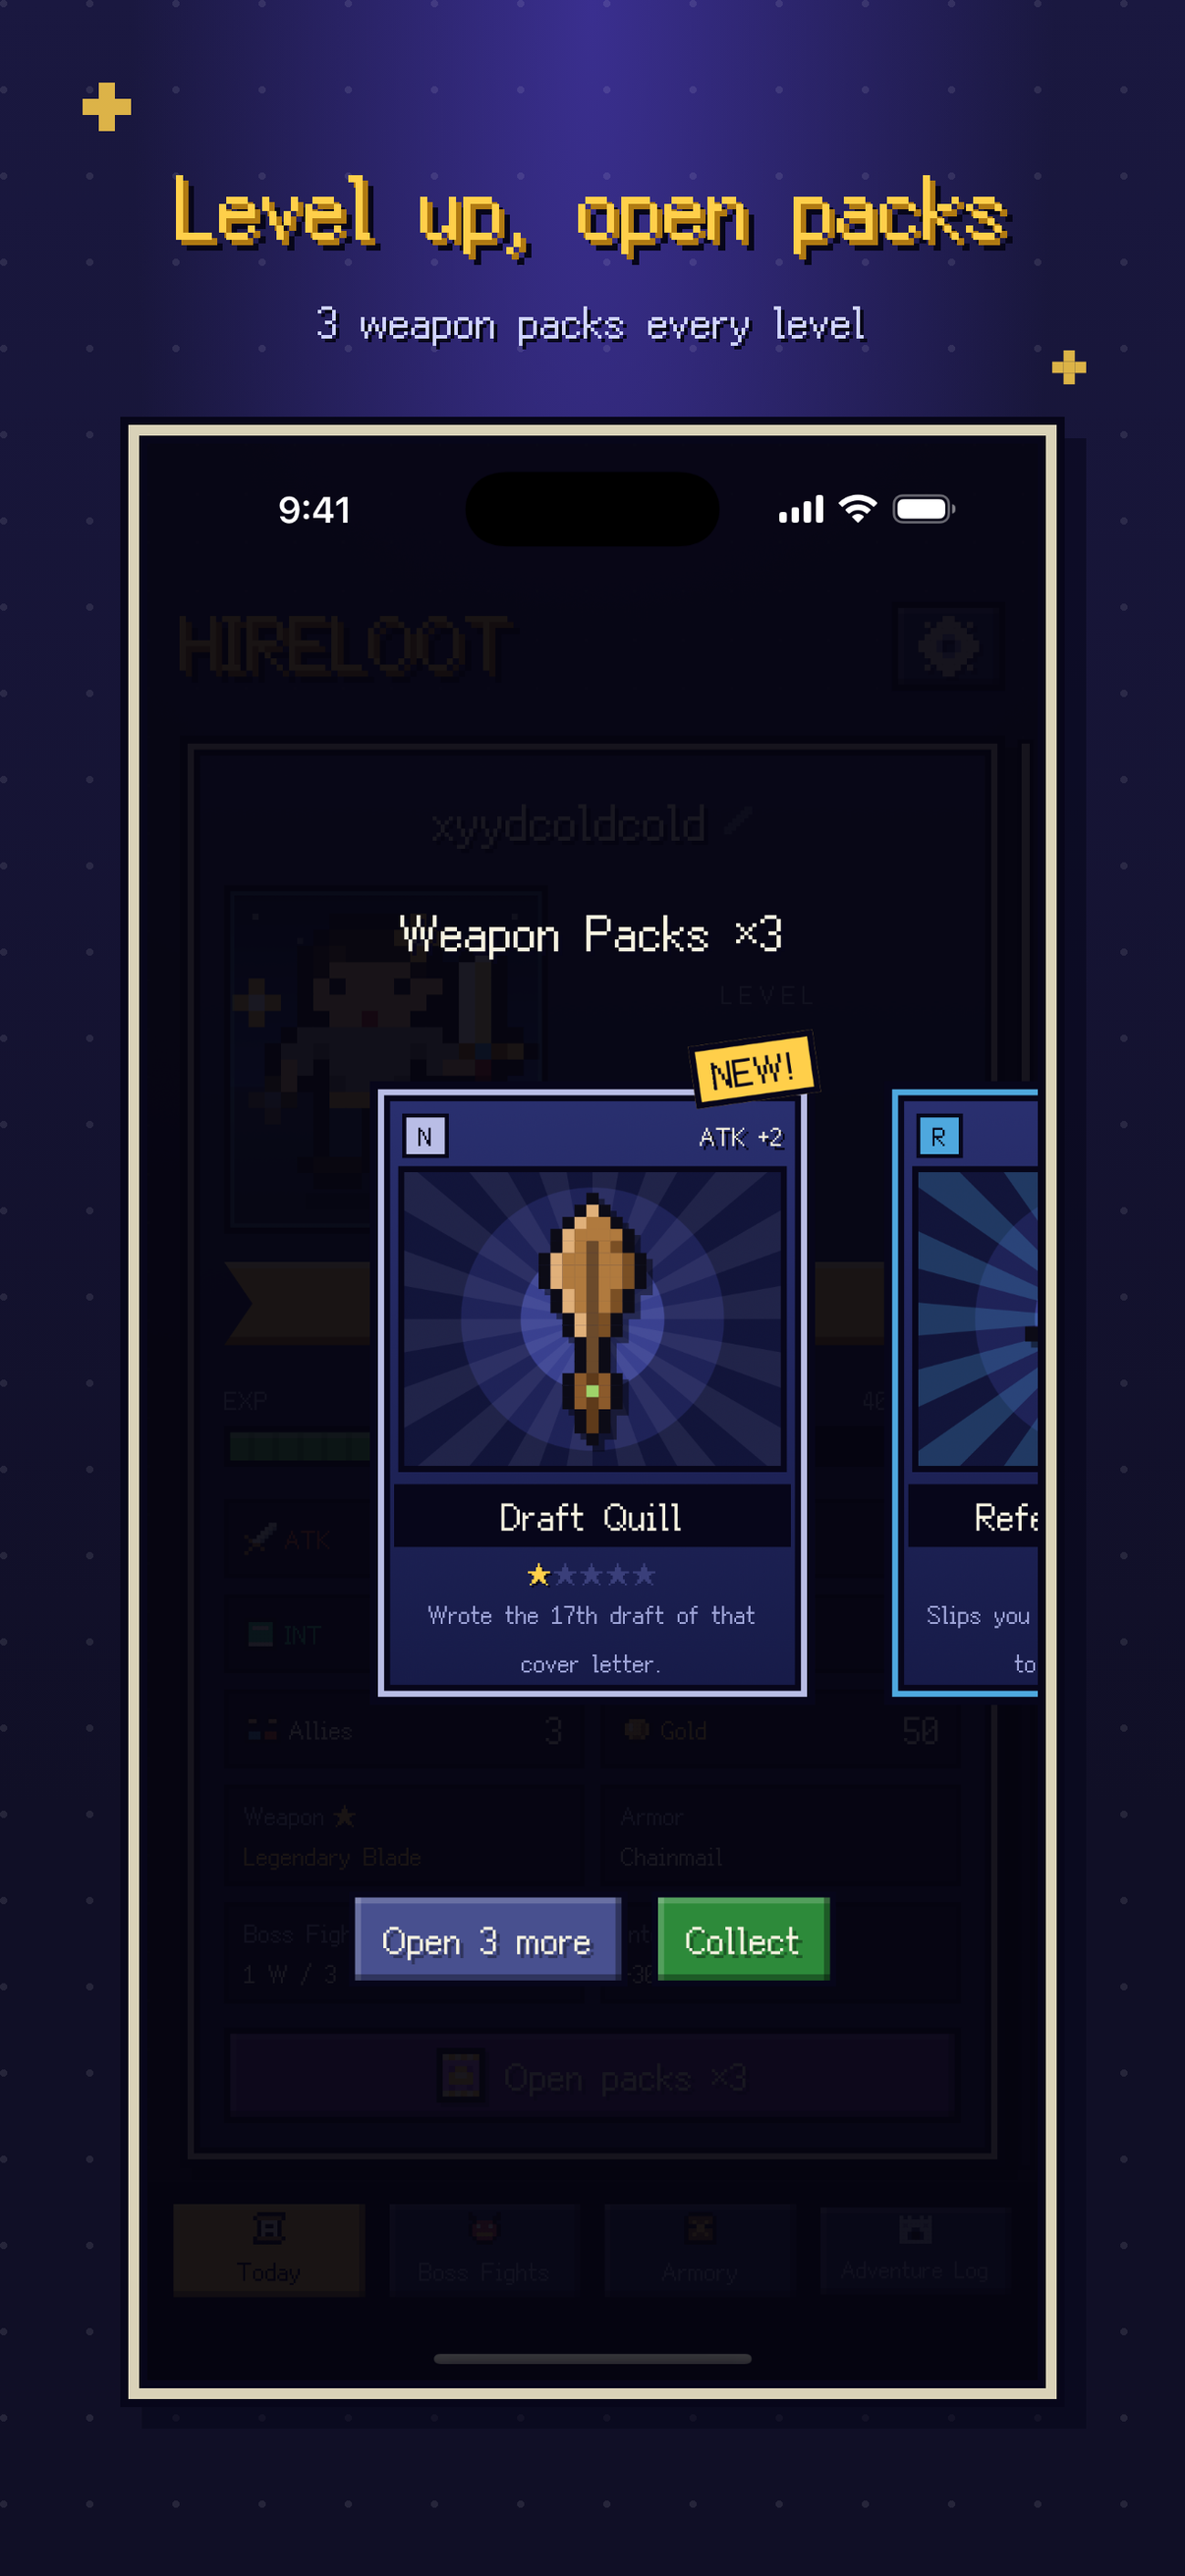 Level up, open packs
3 weapon packs every level
9:41
HIRELOOT
xyydcoldcold
Weapon Packs ×3
LEVEL
NEW!
N
ATK +2
R
EXP
Draft Quill
Wrote the 17th draft of that
cover letter.
Slips you
to
ATK
INT
Allies
3
Gold
50
Weapon ★
Legendary Blade
Armor
Chainmail
Boss Figh
1 W / 3
Open 3 more
Collect
Open packs ×3
Today
Boss Fights
Armory
Adventure Log